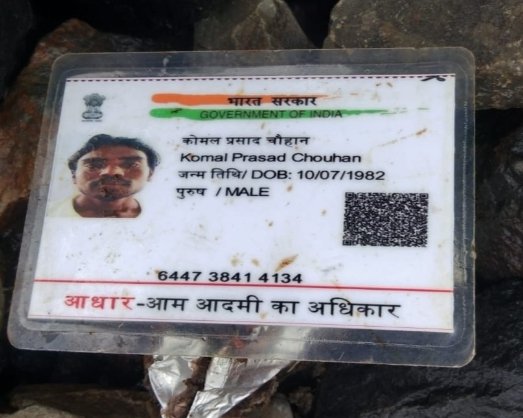 भारत सरकार
GOVERNMENT OF INDIA
कोमल प्रसाद चौहान
Komal Prasad Chouhan
जन्म तिथि/ DOB: 10/07/1982
पुरुष / MALE
6447 3841 4134
आधार-आम आदमी का अधिकार